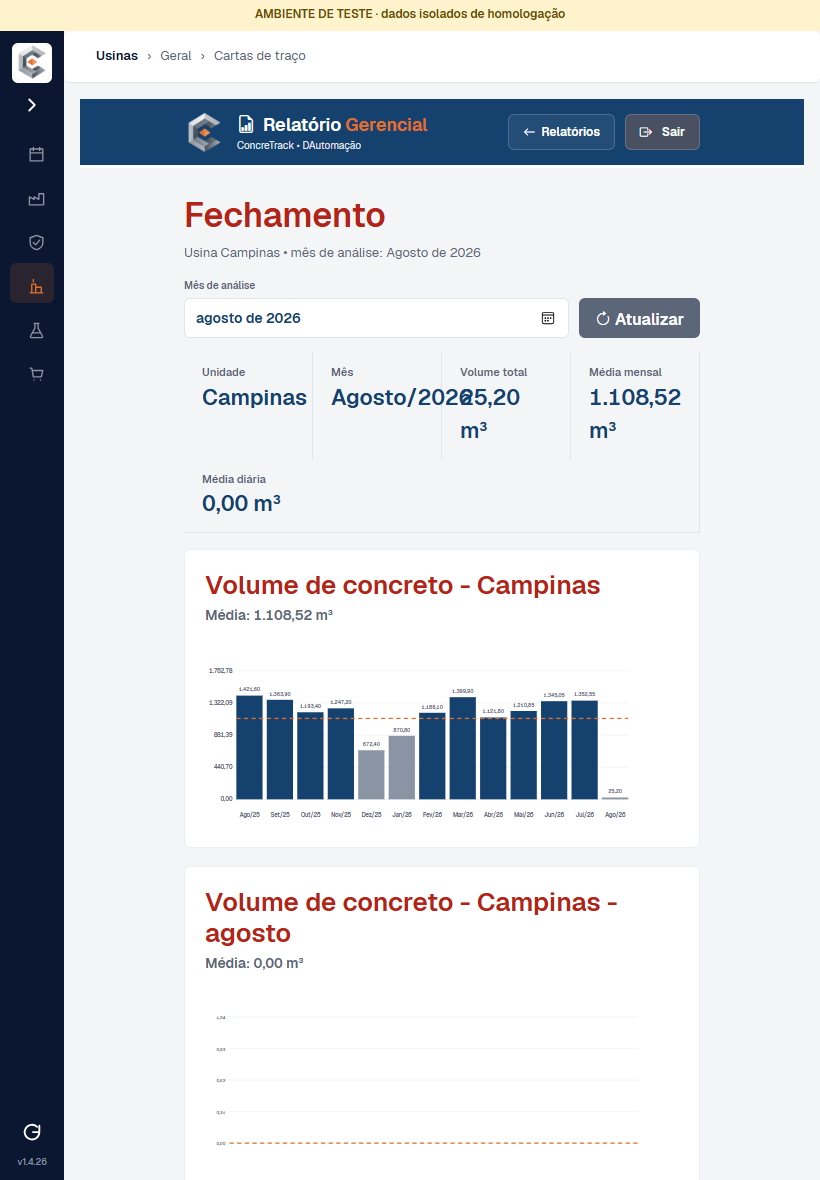 AMBIENTE DE TESTE · dados isolados de homologação
Usinas › Geral › Cartas de traço
Relatório Gerencial
ConcreTrack • DAutomação
Relatórios
Sair
Fechamento
Usina Campinas • mês de análise: Agosto de 2026
Mês de análise
agosto de 2026
Atualizar
Unidade
Campinas
Mês
Agosto/2026
Volume total
25,20
m³
Média mensal
1.108,52
m³
Média diária
0,00 m³
Volume de concreto - Campinas
Média: 1.108,52 m³
1.762,78
1.322,09
881,39
440,70
0,00
1.421,60
1.363,90
1.193,40
1.247,20
672,40
870,80
1.186,10
1.399,90
1.121,80
1.210,85
1.345,05
1.352,55
25,20
Ago/25 Set/25 Out/25 Nov/25 Dez/25 Jan/26 Fev/26 Mar/26 Abr/26 Mai/26 Jun/26 Jul/26 Ago/26
Volume de concreto - Campinas -
agosto
Média: 0,00 m³
0,00
v1.4.26